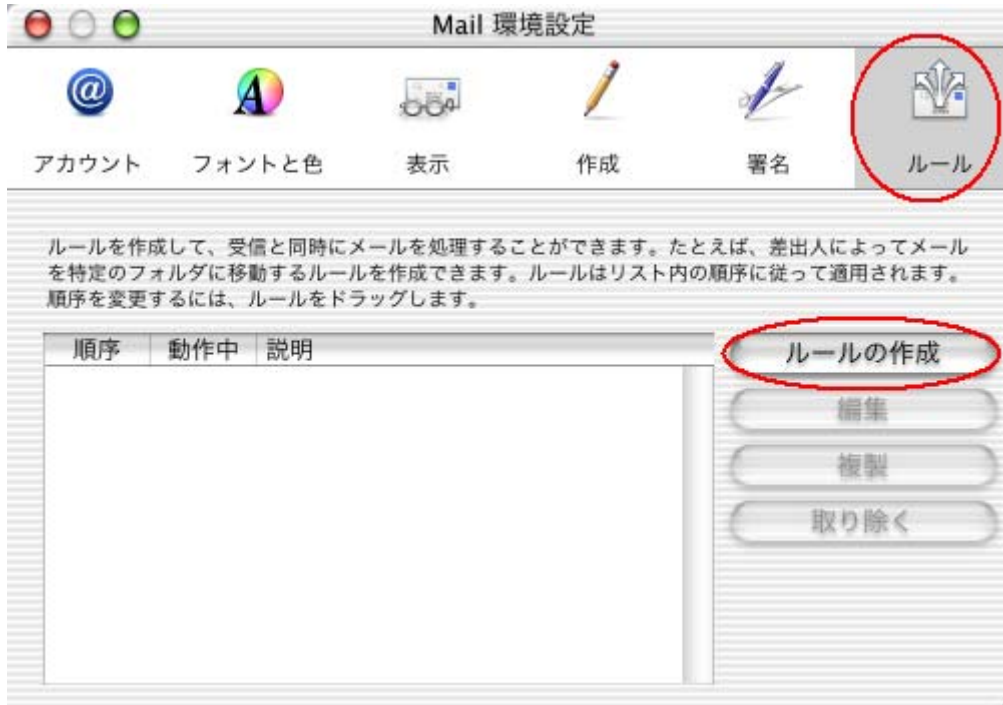 Mail 環境設定
アカウント フォントと色 表示 作成 署名 ルール
ルールを作成して、受信と同時にメールを処理することができます。たとえば、差出人によってメール
を特定のフォルダに移動するルールを作成できます。ルールはリスト内の順序に従って適用されます。
順序を変更するには、ルールをドラッグします。
順序 動作中 説明
ルールの作成
編集
複製
取り除く